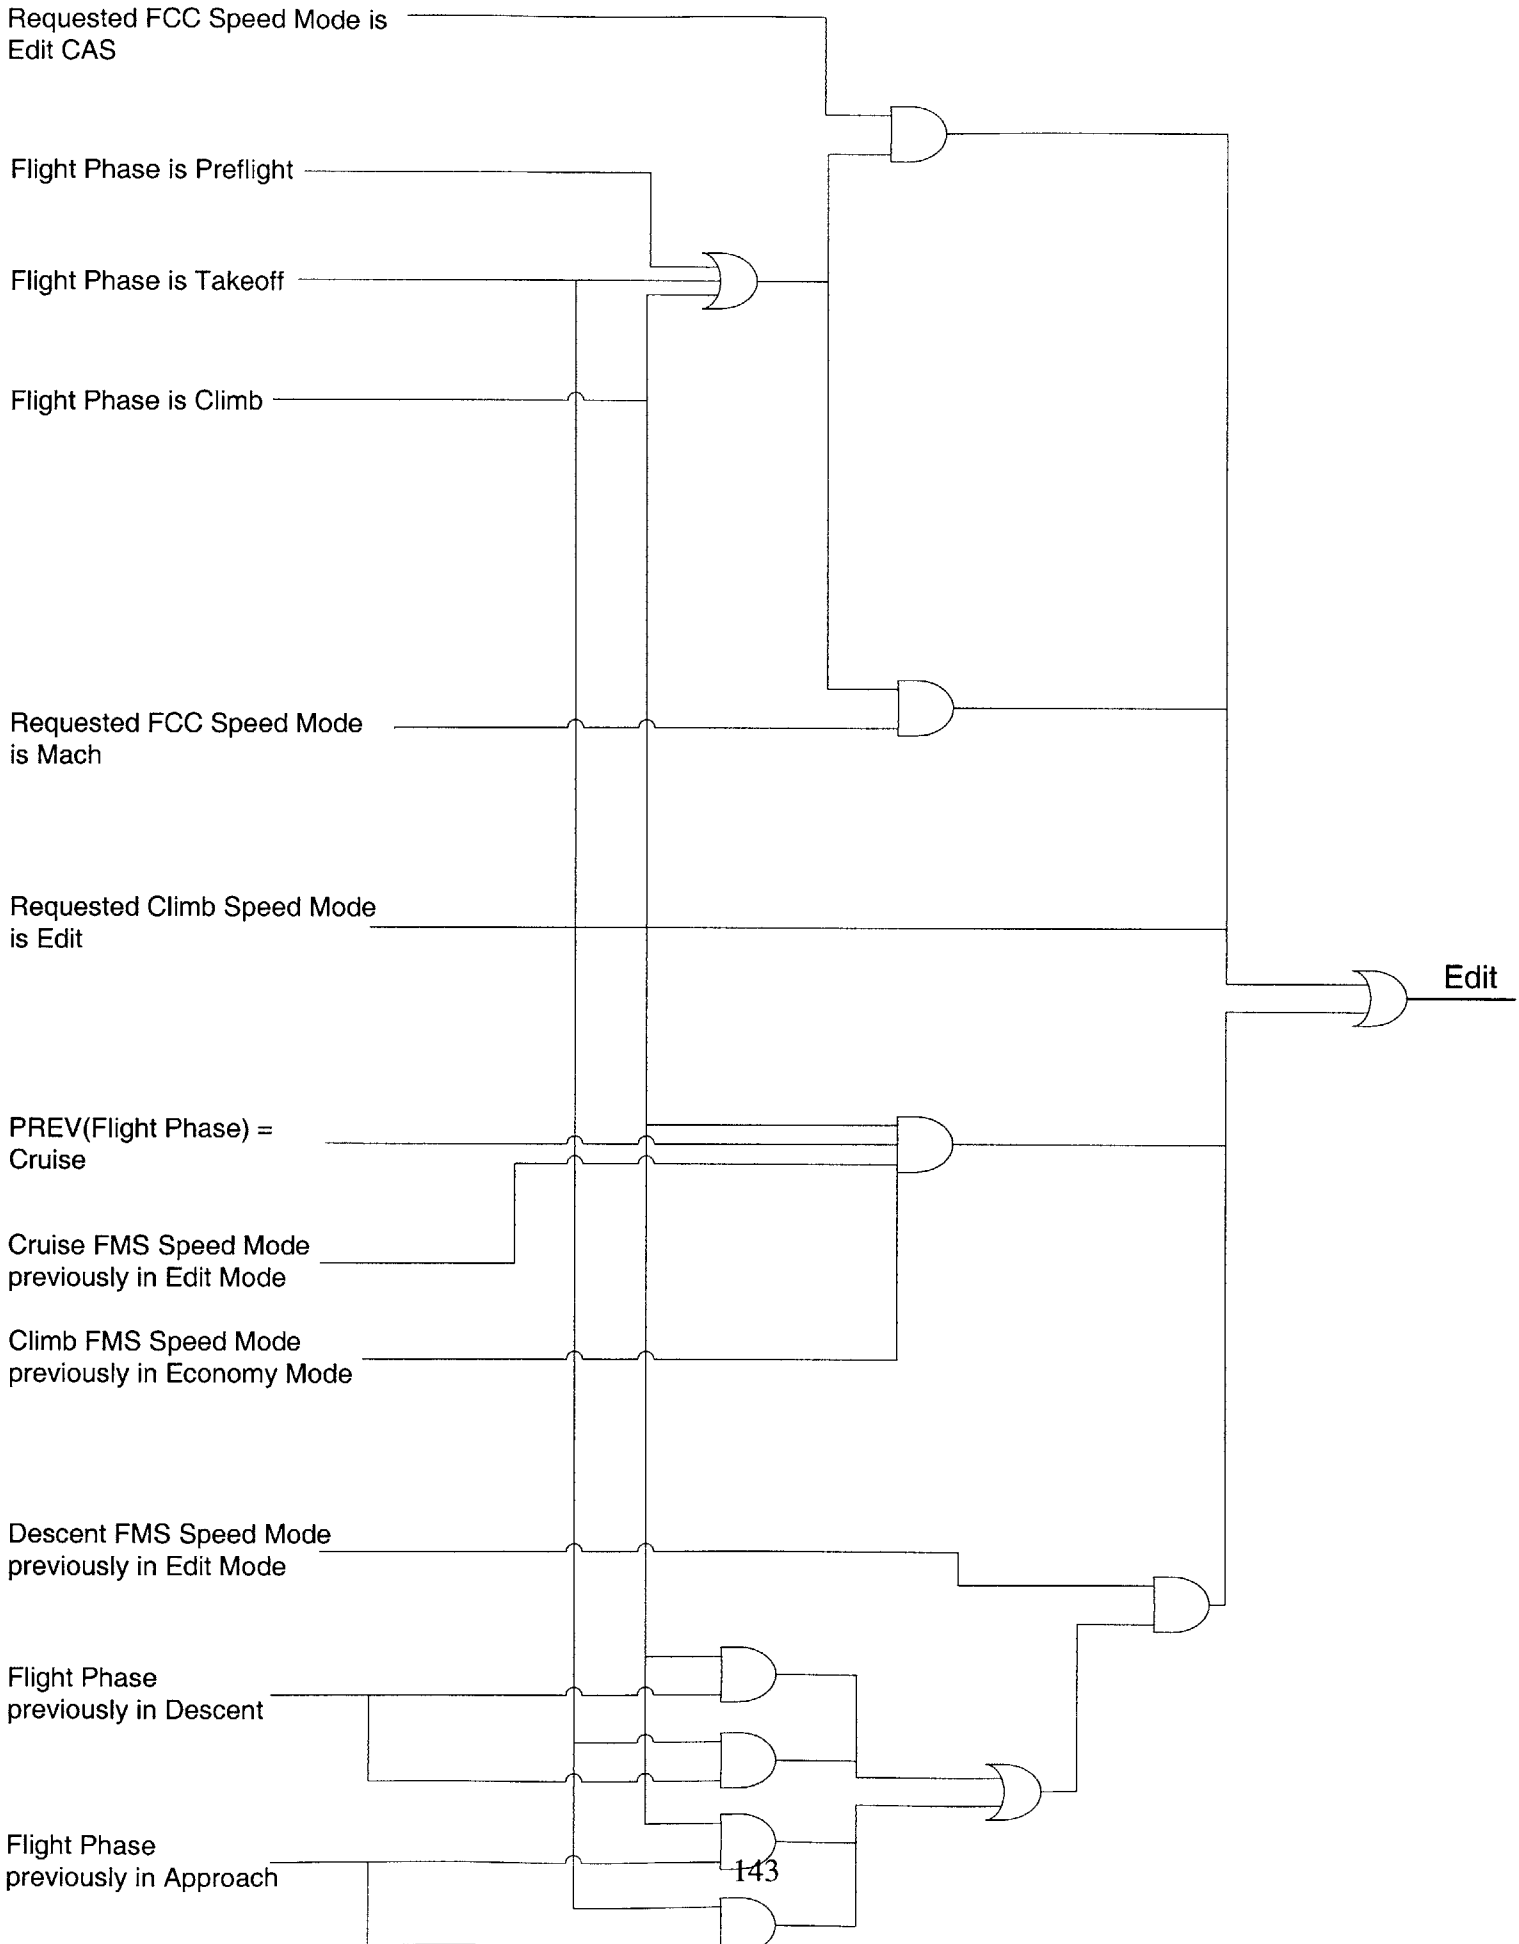 Requested FCC Speed Mode is
Edit CAS
Flight Phase is Preflight
Flight Phase is Takeoff
Flight Phase is Climb
Requested FCC Speed Mode
is Mach
Requested Climb Speed Mode
is Edit
Edit
PREV(Flight Phase) =
Cruise
Cruise FMS Speed Mode
previously in Edit Mode
Climb FMS Speed Mode
previously in Economy Mode
Descent FMS Speed Mode
previously in Edit Mode
Flight Phase
previously in Descent
Flight Phase
previously in Approach
143